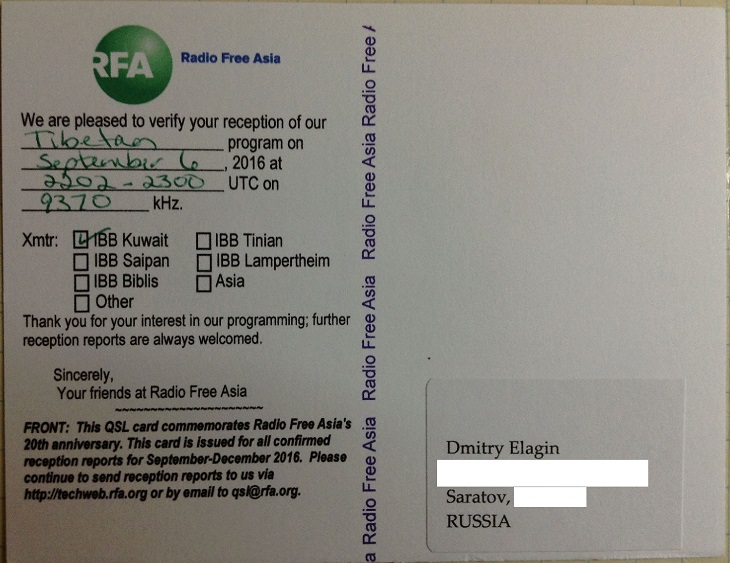 RFA
Radio Free Asia
We are pleased to verify your reception of our
Tibetan program on
September 6, 2016 at
2202 - 2300 UTC on
9370 kHz.
Xmtr: IBB Kuwait IBB Tinian
IBB Saipan IBB Lampertheim
IBB Biblis Asia
Other
Thank you for your interest in our programming; further
reception reports are always welcomed.
Sincerely,
Your friends at Radio Free Asia
~~~~~~~~~~~~~~~~~~~~~
FRONT: This QSL card commemorates Radio Free Asia's
20th anniversary. This card is issued for all confirmed
reception reports for September-December 2016. Please
continue to send reception reports to us via
http://techweb.rfa.org or by email to qsl@rfa.org.
a Radio Free Asia Radio Free Asia Radio Free Asia Radio Free A
Dmitry Elagin
Saratov,
RUSSIA